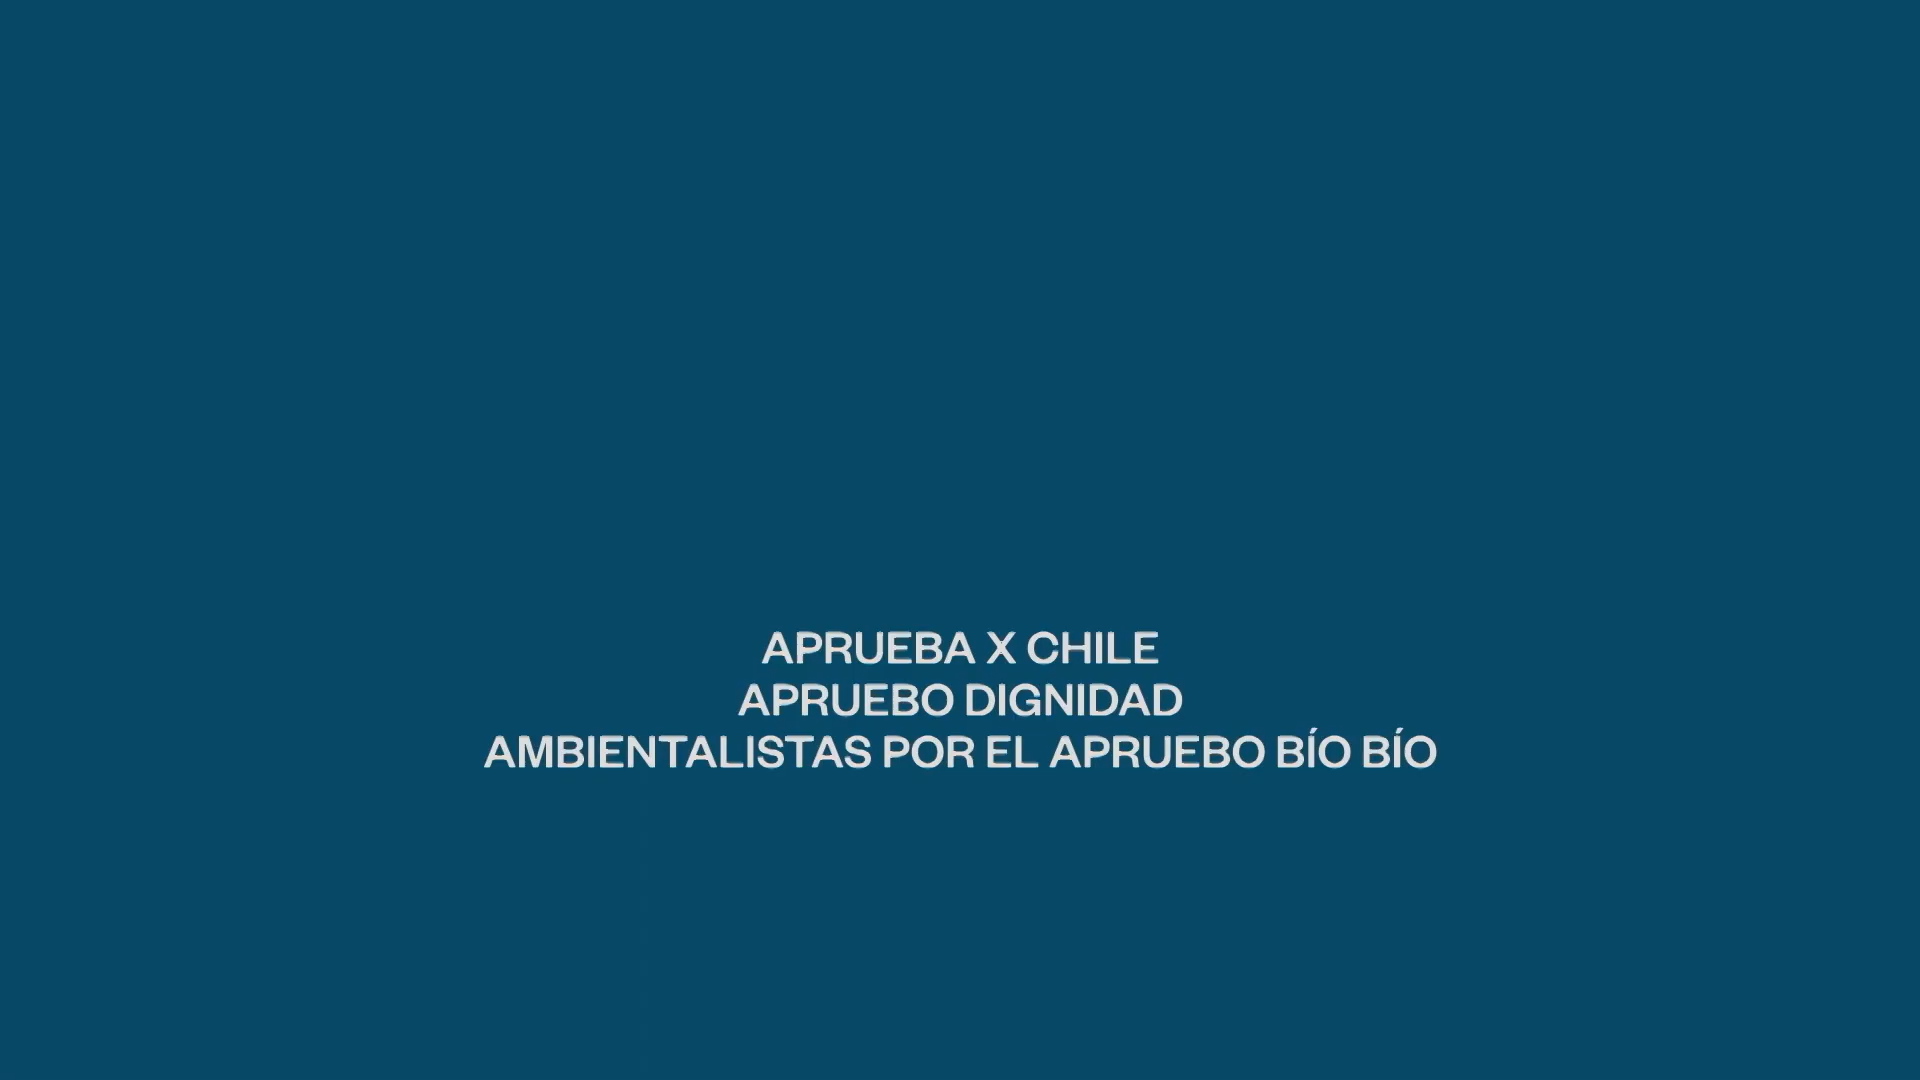 APRUEBA X CHILE
APRUEBO DIGNIDAD
AMBIENTALISTAS POR EL APRUEBO BÍO BÍO